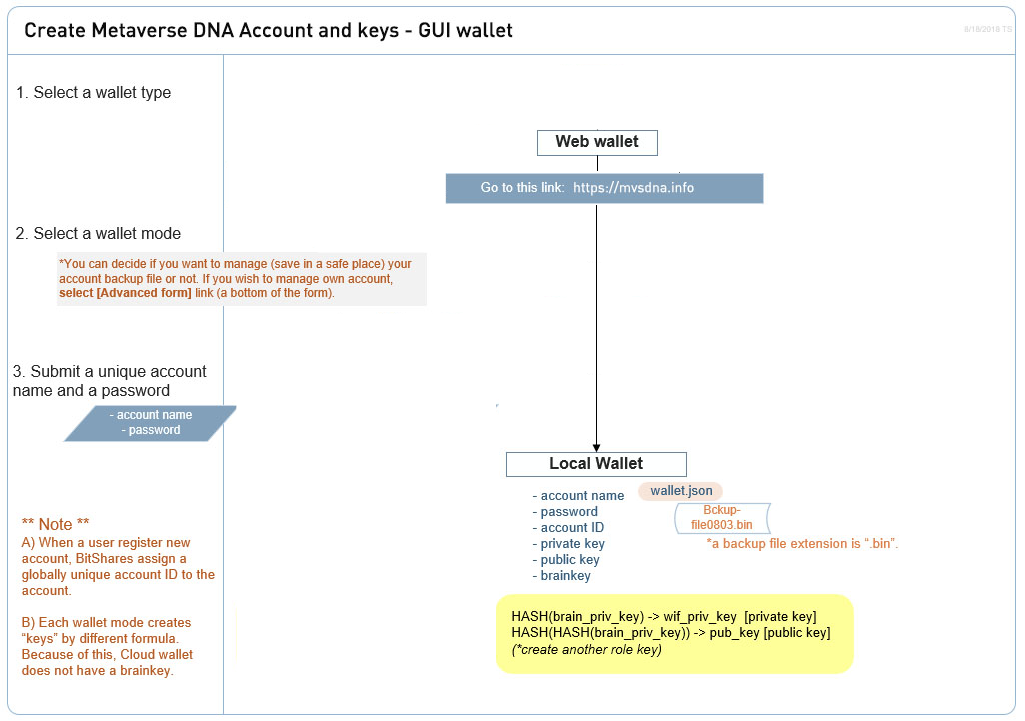 Create Metaverse DNA Account and keys - GUI wallet
8/18/2018 TS
1. Select a wallet type
Web wallet
Go to this link: https://mvsdna.info
2. Select a wallet mode
*You can decide if you want to manage (save in a safe place) your
account backup file or not. If you wish to manage own account,
select [Advanced form] link (a bottom of the form).
3. Submit a unique account
name and a password
- account name
- password
Local Wallet
- account name
- password
- account ID
- private key
- public key
- brainkey
wallet.json
Bckup-
file0803.bin
*a backup file extension is “.bin”.
** Note **
A) When a user register new
account, BitShares assign a
globally unique account ID to the
account.
B) Each wallet mode creates
“keys” by different formula.
Because of this, Cloud wallet
does not have a brainkey.
HASH(brain_priv_key) -> wif_priv_key [private key]
HASH(HASH(brain_priv_key)) -> pub_key [public key]
(*create another role key)